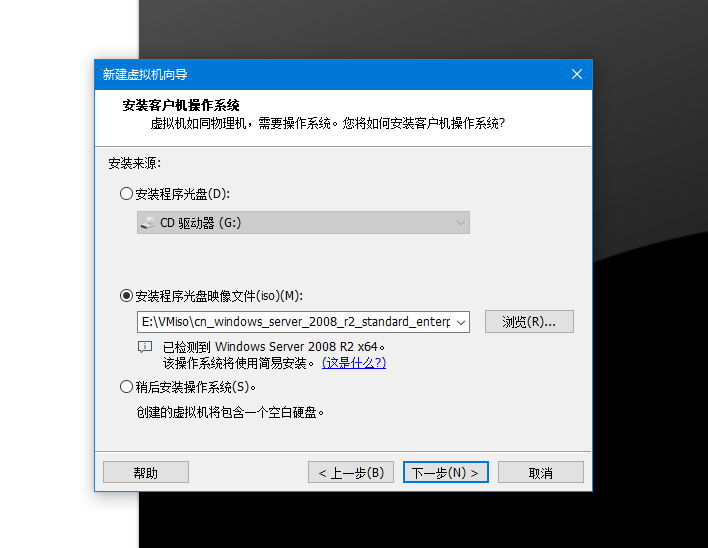 新建虚拟机向导
安装客户机操作系统
虚拟机如同物理机，需要操作系统。您将如何安装客户机操作系统?
安装来源:
安装程序光盘(D):
CD 驱动器 (G:)
安装程序光盘映像文件(iso)(M):
E:\VMiso\cn_windows_server_2008_r2_standard_enterp
浏览(R)...
已检测到 Windows Server 2008 R2 x64。
该操作系统将使用简易安装。 (这是什么?)
稍后安装操作系统(S)。
创建的虚拟机将包含一个空白硬盘。
帮助
< 上一步(B)
下一步(N) >
取消